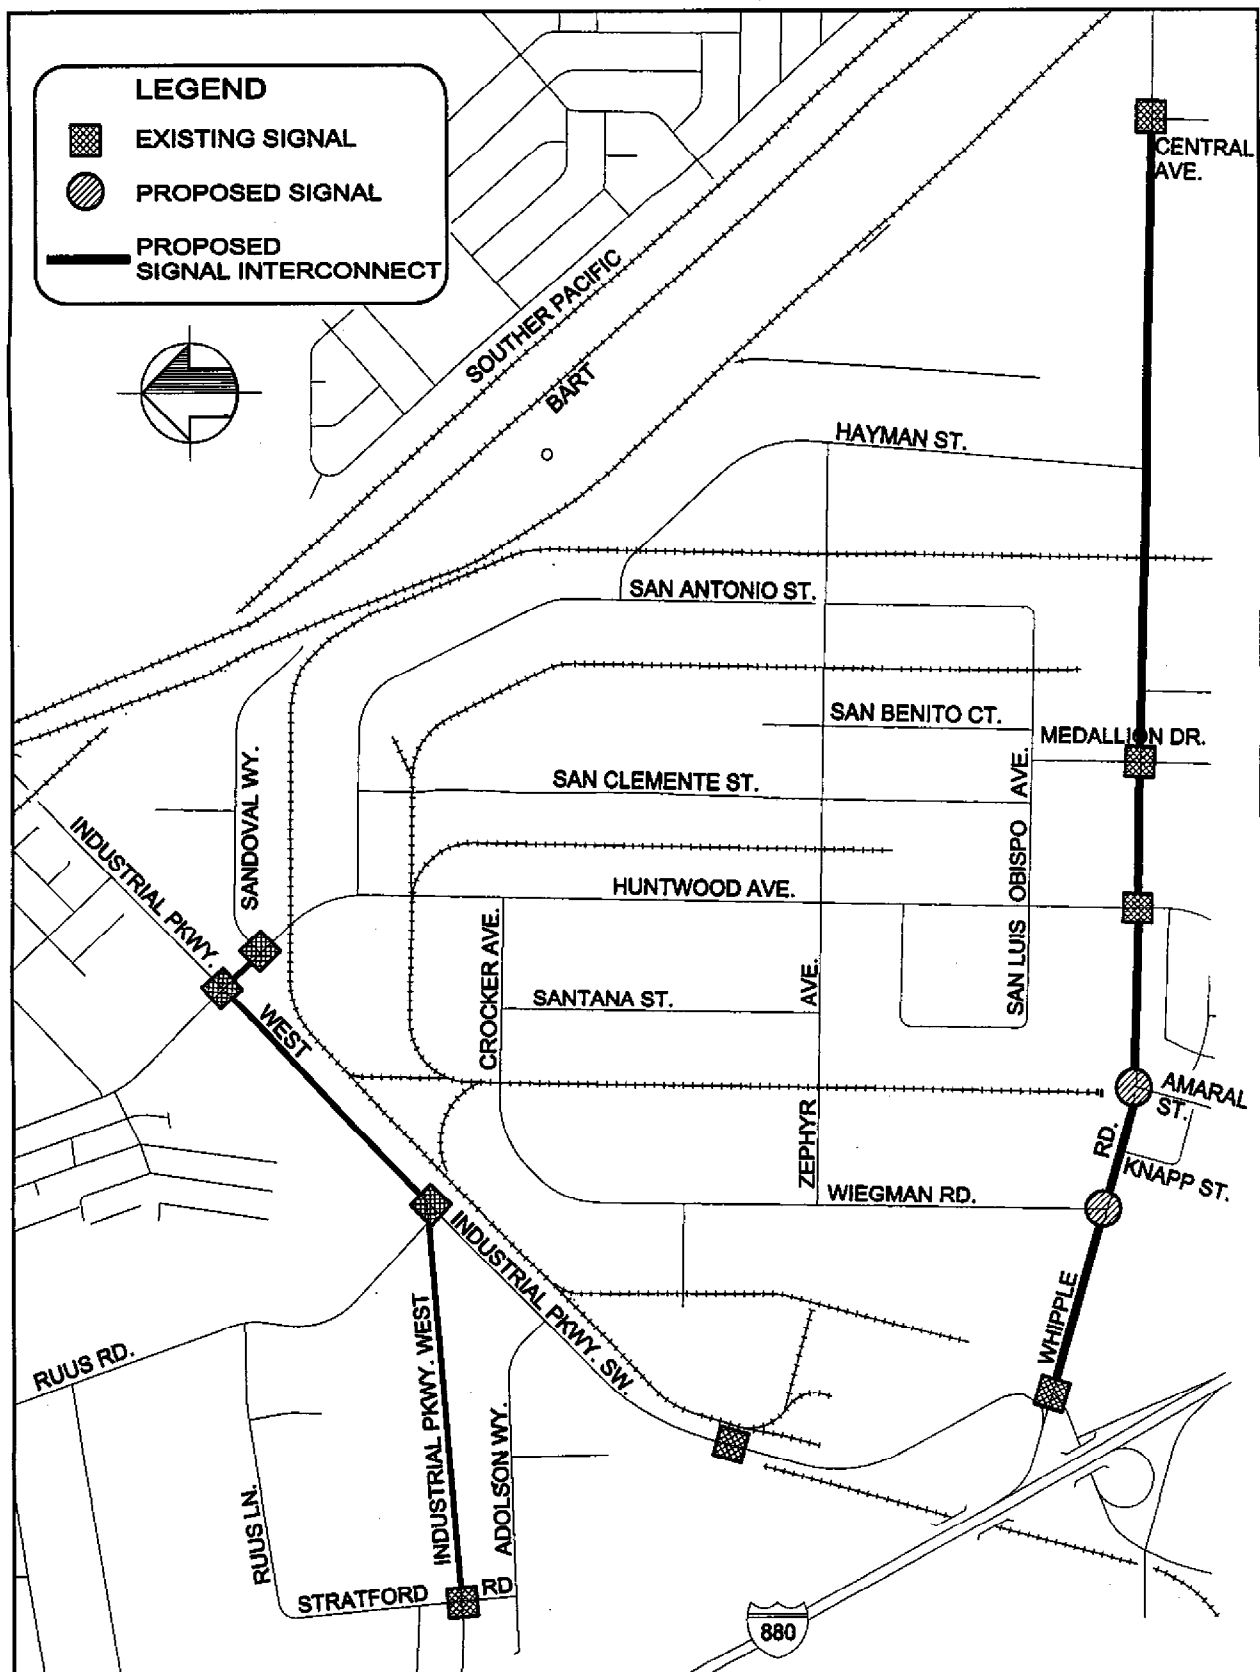 LEGEND
EXISTING SIGNAL
PROPOSED SIGNAL
PROPOSED
SIGNAL INTERCONNECT
CENTRAL
AVE.
SOUTHER PACIFIC
BART
HAYMAN ST.
SAN ANTONIO ST.
SAN BENITO CT.
MEDALLION DR.
SAN CLEMENTE ST.
SANDOVAL WY.
INDUSTRIAL PKWY.
WEST
HUNTWOOD AVE.
SAN LUIS OBISPO AVE.
CROCKER AVE.
SANTANA ST.
ZEPHYR AVE.
AMARAL
ST.
KNAPP ST.
WHIPPLE RD.
WIEGMAN RD.
INDUSTRIAL PKWY. SW.
INDUSTRIAL PKWY. WEST
RUUS RD.
RUUS LN.
ADOLSON WY.
STRATFORD RD
880